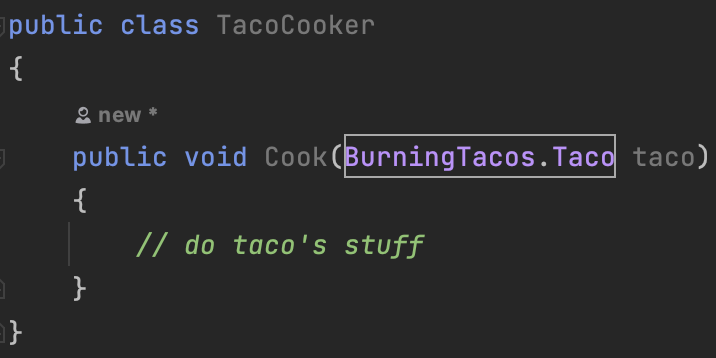 public class TacoCooker
{
new *
public void Cook(BurningTacos.Taco taco)
{
// do taco's stuff
}
}